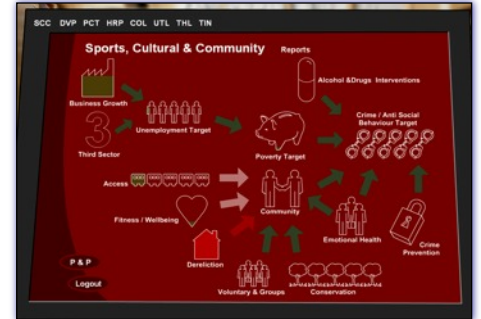 SCC DVP PCT HRP COL UTL THL TIN
Sports, Cultural & Community
Reports
Alcohol &Drugs Interventions
Business Growth
Unemployment Target
Crime / Anti Social
Behaviour Target
3
Third Sector
Poverty Target
Access
Community
Fitness / Wellbeing
Emotional Health
Crime
Prevention
Dereliction
P & P
Logout
Voluntary & Groups
Conservation